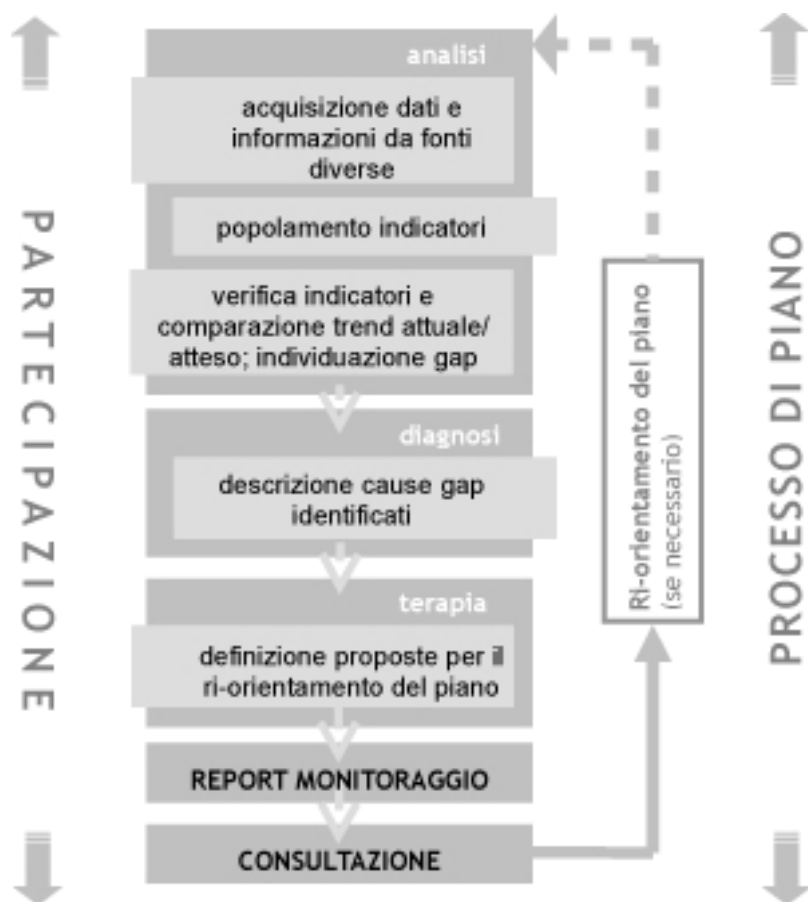 PARTECIPAZIONE
analisi
acquisizione dati e
informazioni da fonti
diverse
popolamento indicatori
verifica indicatori e
comparazione trend attuale/
atteso; individuazione gap
diagnosi
descrizione cause gap
identificati
terapia
definizione proposte per il
ri-orientamento del piano
REPORT MONITORAGGIO
CONSULTAZIONE
Ri-orientamento del piano
(se necessario)
PROCESSO DI PIANO